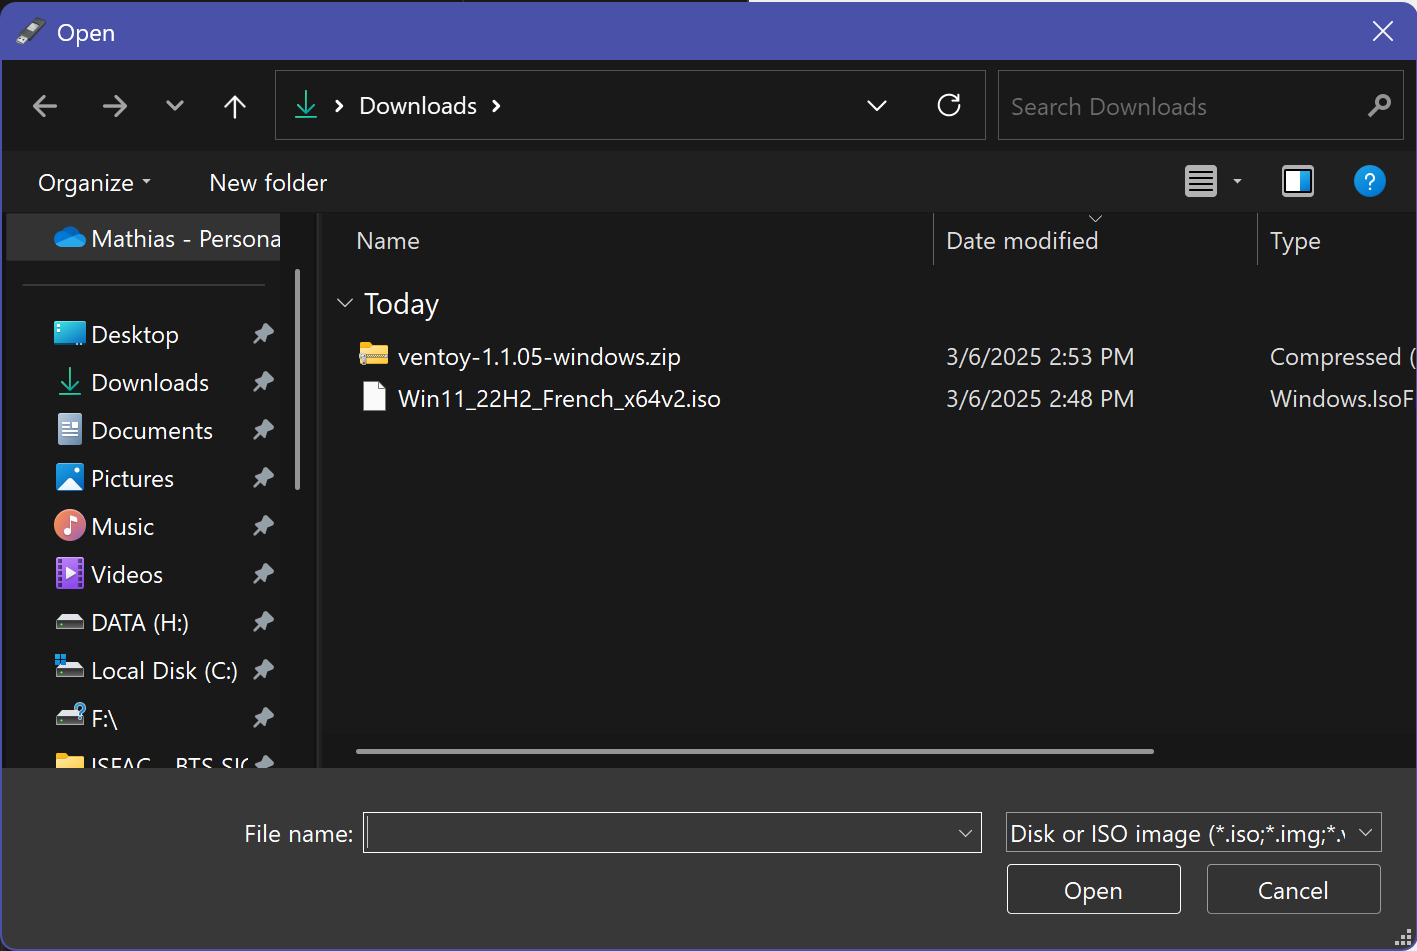 Open
Downloads
Search Downloads
Organize
New folder
?
Mathias - Persona
Name
Date modified
Type
Today
ventoy-1.1.05-windows.zip 3/6/2025 2:53 PM Compressed (
Win11_22H2_French_x64v2.iso 3/6/2025 2:48 PM Windows.IsoF
Desktop
Downloads
Documents
Pictures
Music
Videos
DATA (H:)
Local Disk (C:)
F:\
File name:
Disk or ISO image (*.iso;*.img;*.v
Open
Cancel